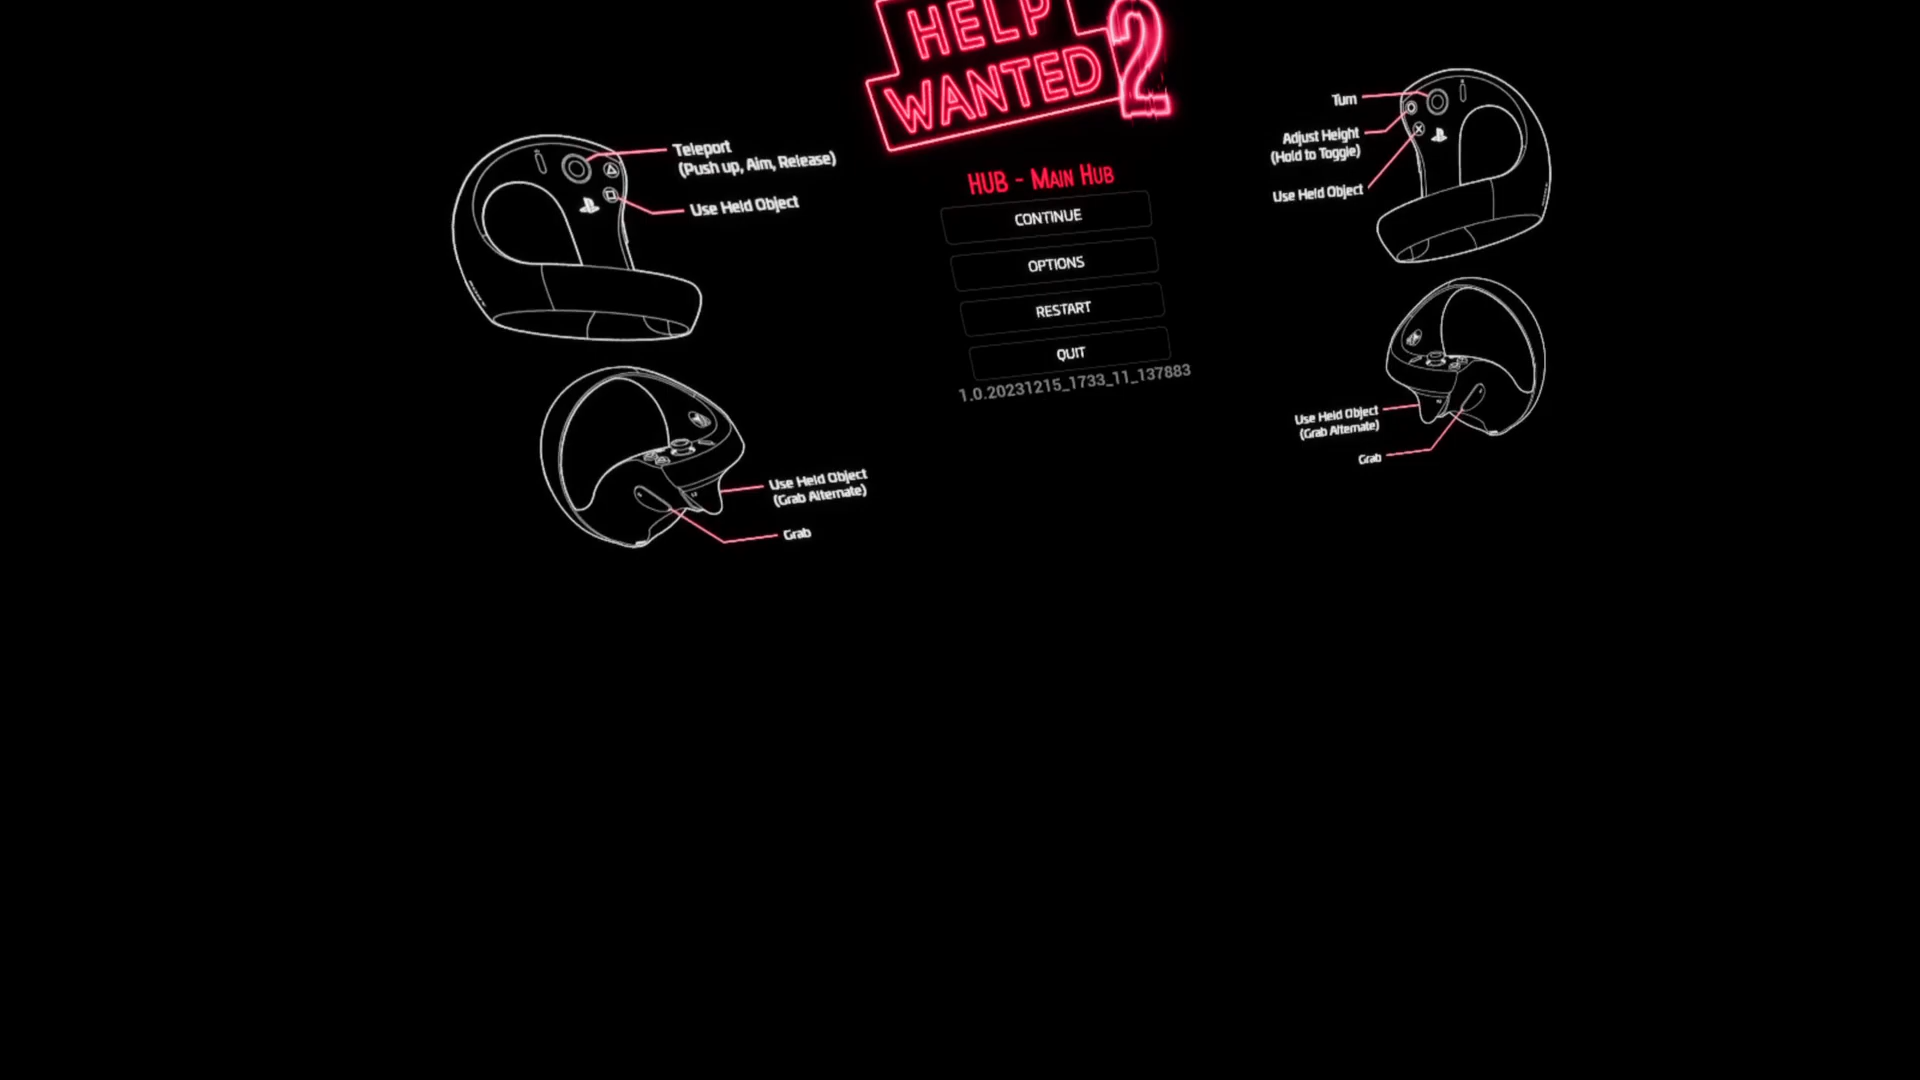 HELP
WANTED 2
HUB - MAIN HUB
CONTINUE
OPTIONS
RESTART
QUIT
1.0.20231215_1733_11_137883
Teleport
(Push up, Aim, Release)
Use Held Object
Use Held Object
(Grab Alternate)
Grab
Turn
Adjust Height
(Hold to Toggle)
Use Held Object
Use Held Object
(Grab Alternate)
Grab